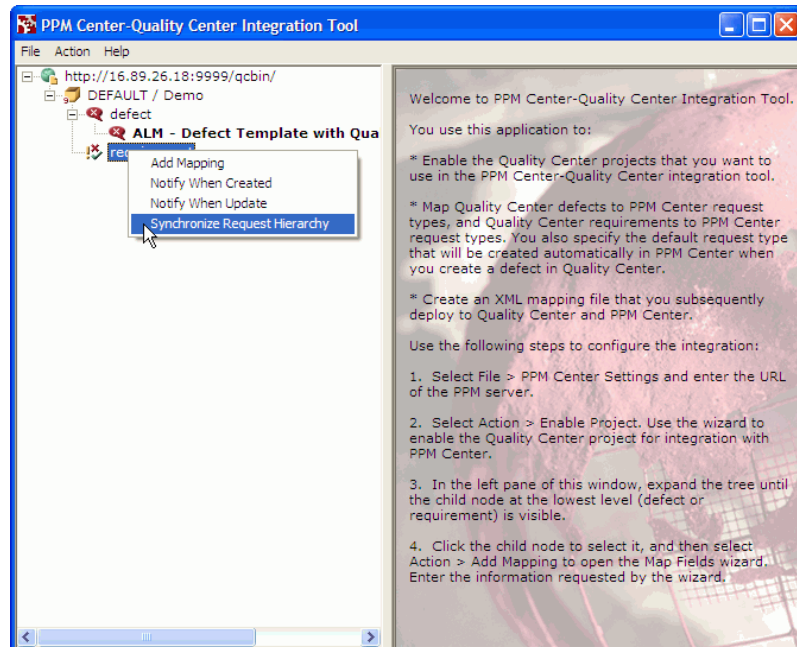 PPM Center-Quality Center Integration Tool
File Action Help
http://16.89.26.18:9999/qcbin/
DEFAULT / Demo
defect
ALM - Defect Template with Qua
Add Mapping
Notify When Created
Notify When Update
Synchronize Request Hierarchy
Welcome to PPM Center-Quality Center Integration Tool.
You use this application to:
* Enable the Quality Center projects that you want to
use in the PPM Center-Quality Center integration tool.
* Map Quality Center defects to PPM Center request
types, and Quality Center requirements to PPM Center
request types. You also specify the default request type
that will be created automatically in PPM Center when
you create a defect in Quality Center.
* Create an XML mapping file that you subsequently
deploy to Quality Center and PPM Center.
Use the following steps to configure the integration:
1. Select File > PPM Center Settings and enter the URL
of the PPM server.
2. Select Action > Enable Project. Use the wizard to
enable the Quality Center project for integration with
PPM Center.
3. In the left pane of this window, expand the tree until
the child node at the lowest level (defect or
requirement) is visible.
4. Click the child node to select it, and then select
Action > Add Mapping to open the Map Fields wizard.
Enter the information requested by the wizard.